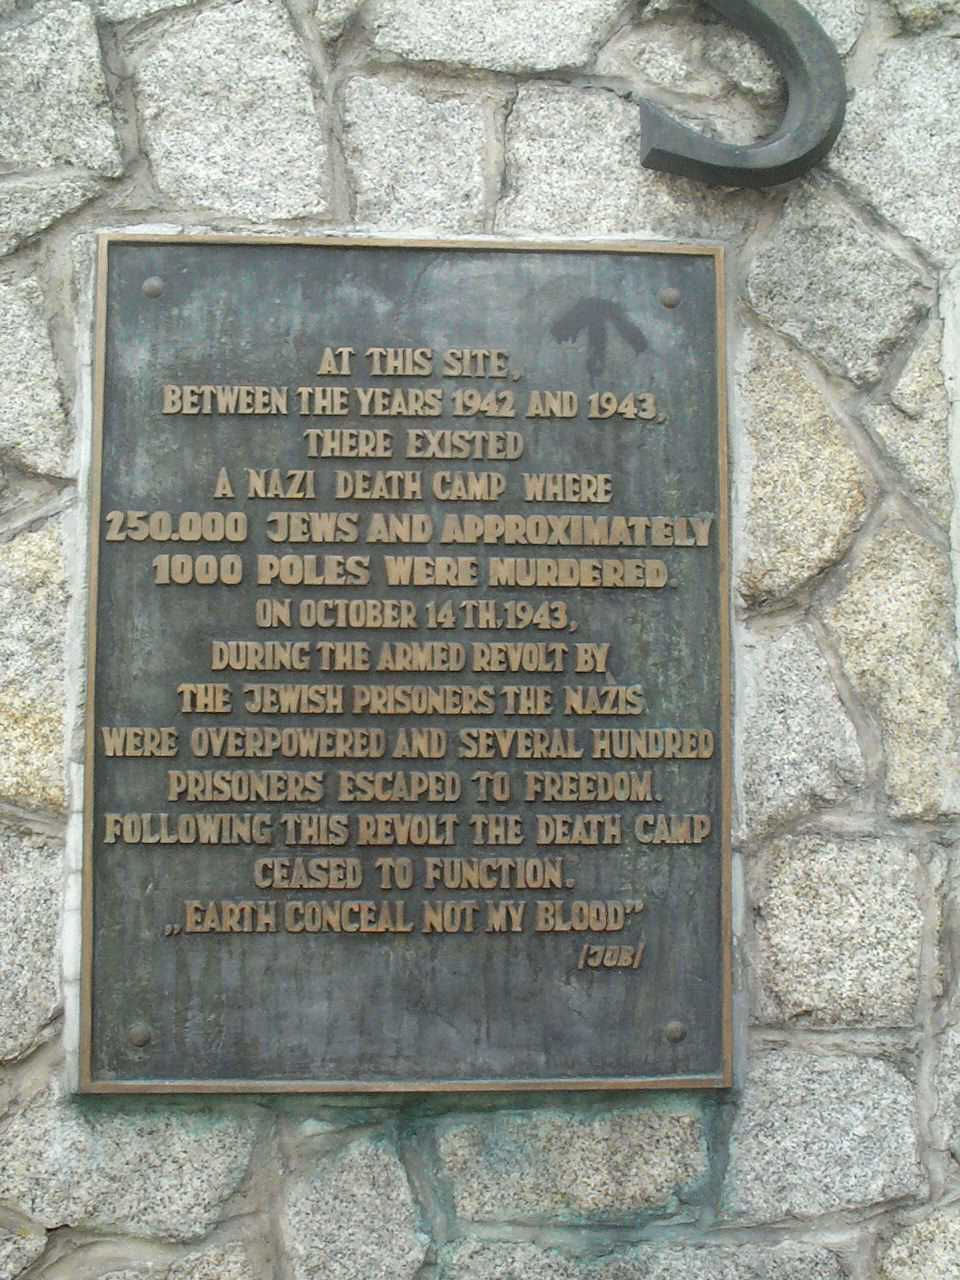 AT THIS SITE,
BETWEEN THE YEARS 1942 AND 1943,
THERE EXISTED
A NAZI DEATH CAMP WHERE
250.000 JEWS AND APPROXIMATELY
1000 POLES WERE MURDERED.
ON OCTOBER 14TH, 1943,
DURING THE ARMED REVOLT BY
THE JEWISH PRISONERS THE NAZIS
WERE OVERPOWERED AND SEVERAL HUNDRED
PRISONERS ESCAPED TO FREEDOM.
FOLLOWING THIS REVOLT THE DEATH CAMP
CEASED TO FUNCTION.
„EARTH CONCEAL NOT MY BLOOD”
/JOB/